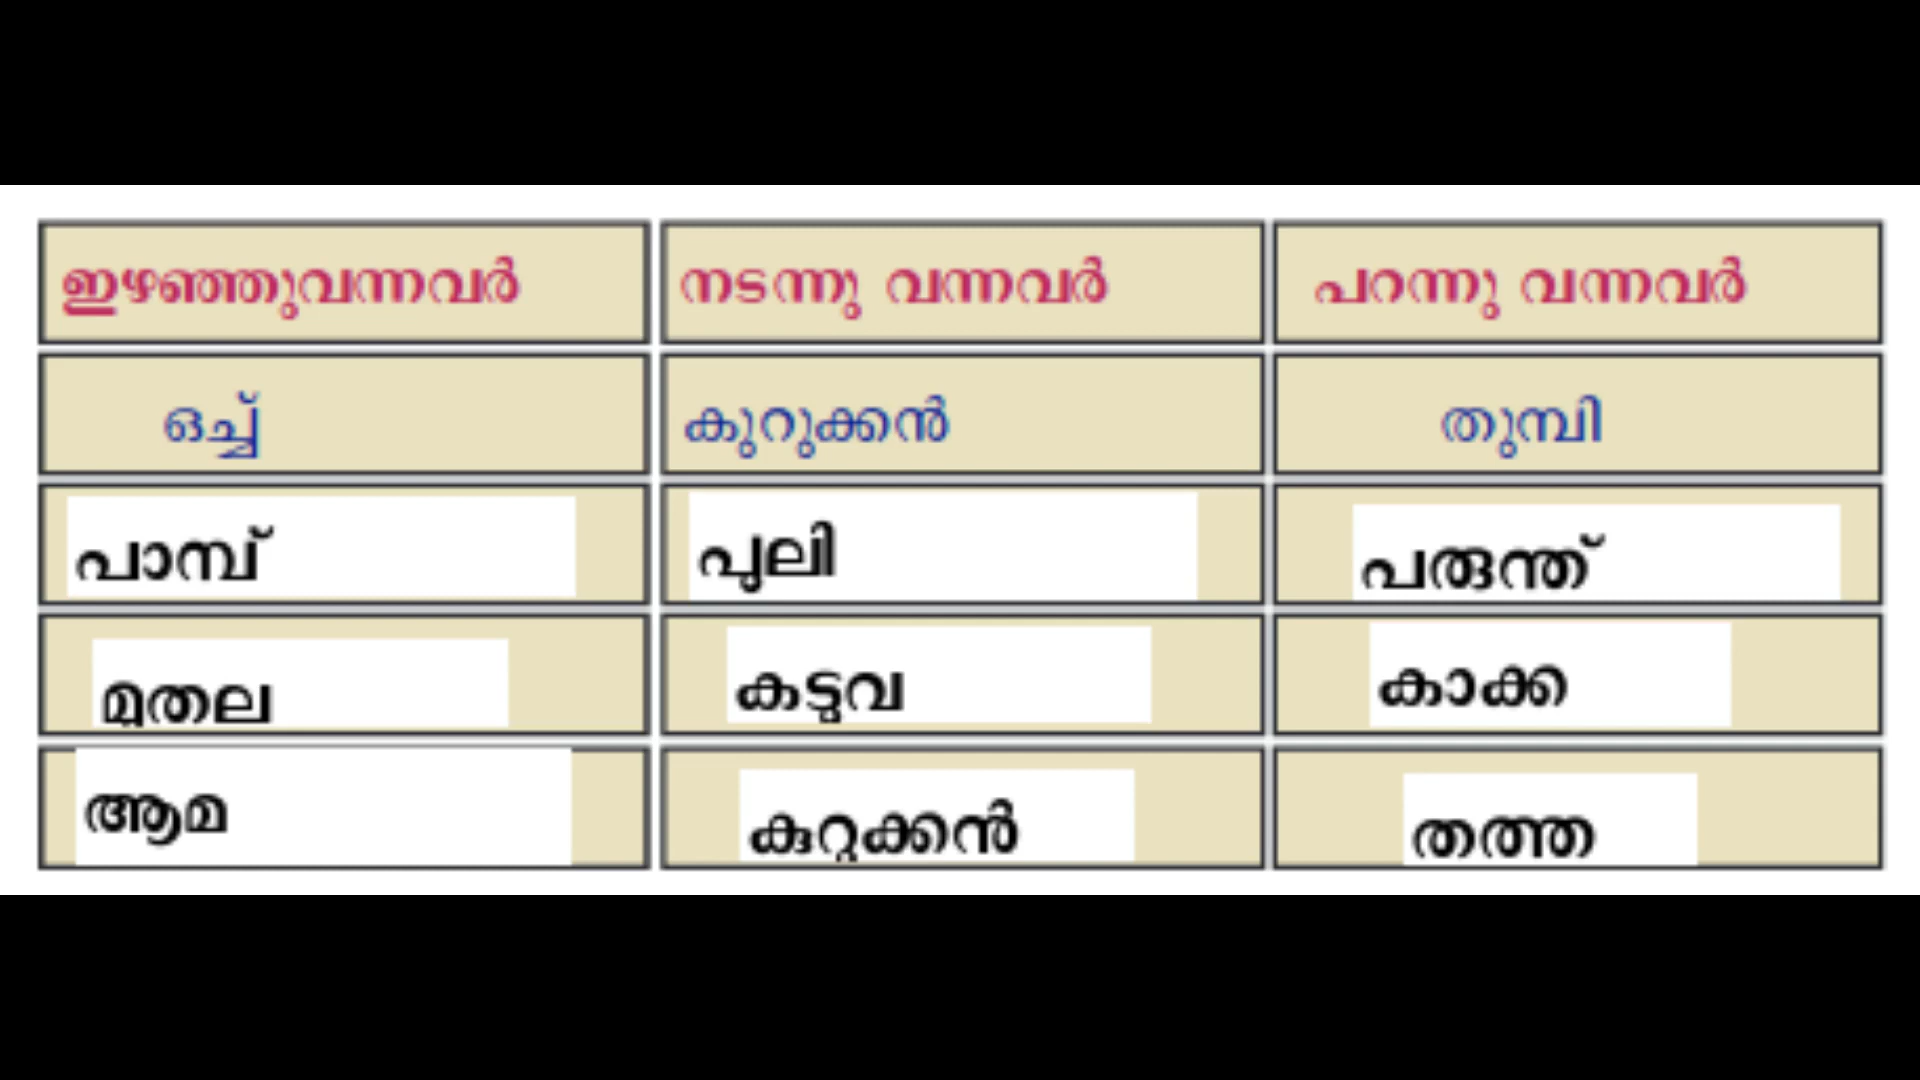 ഇഴഞ്ഞുവന്നവർ നടന്നു വന്നവർ പറന്നു വന്നവർ
ഒച്ച് കുറുക്കൻ തുമ്പി
പാമ്പ് പുലി പരുന്ത്
മുതല കടുവ കാക്ക
ആമ കുറുക്കൻ തത്ത